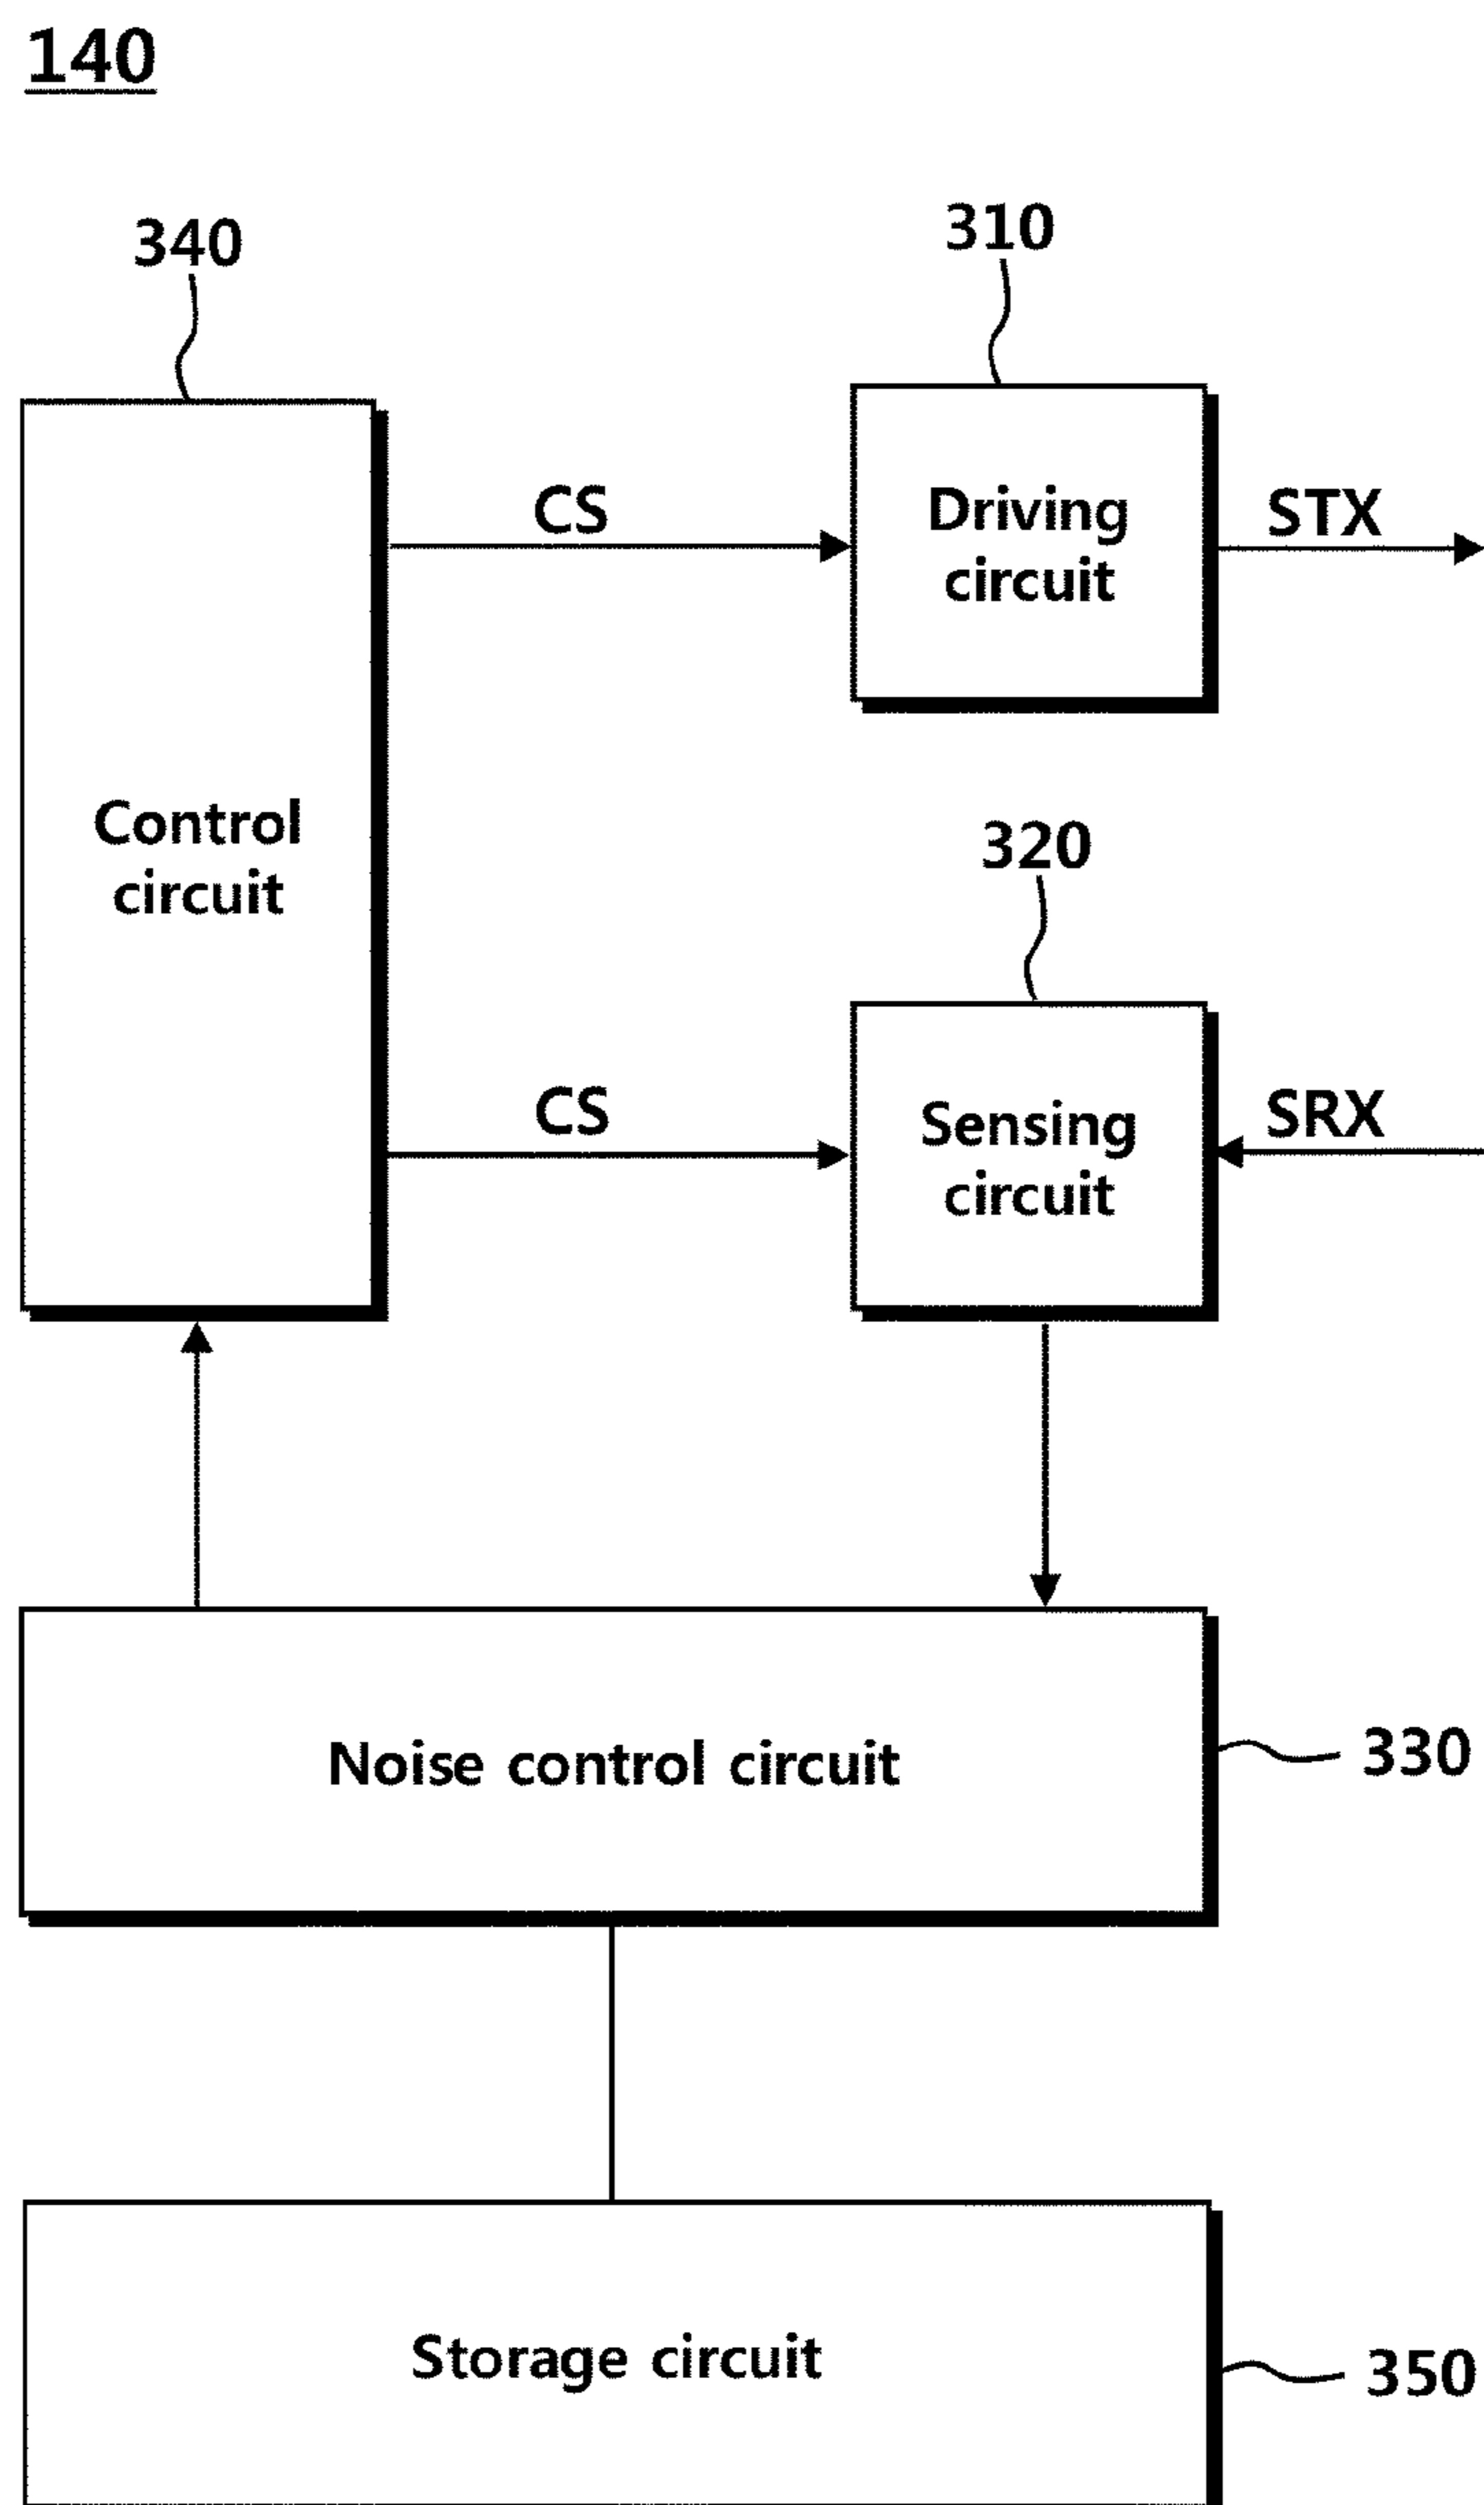 140
340
310
CS
Driving
circuit
STX
Control
circuit
320
CS
Sensing
circuit
SRX
Noise control circuit
330
Storage circuit
350